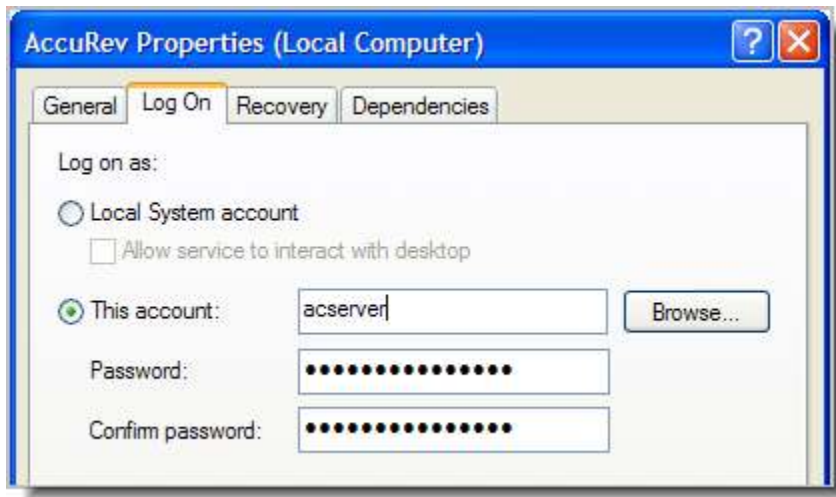 AccuRev Properties (Local Computer)
General Log On Recovery Dependencies
Log on as:
Local System account
Allow service to interact with desktop
This account: acserver Browse...
Password: •••••••••••••••
Confirm password: •••••••••••••••